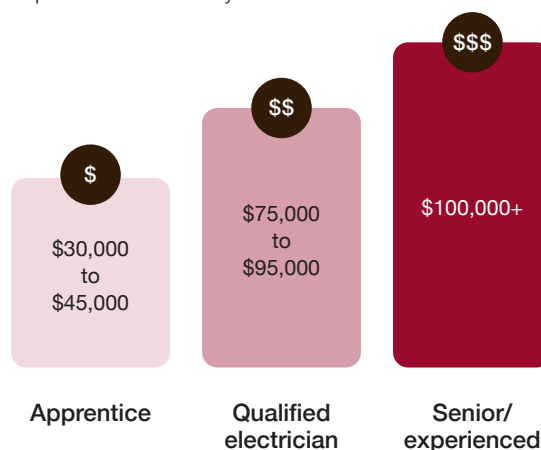 $
$30,000
to
$45,000
Apprentice
$$
$75,000
to
$95,000
Qualified
electrician
$$$
$100,000+
Senior/
experienced